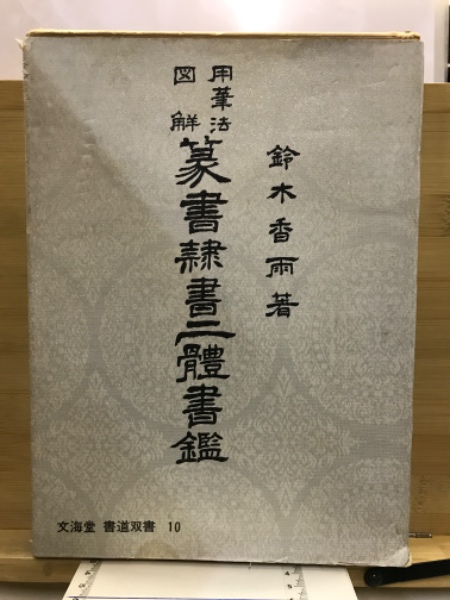 鈴木香雨著
用筆法
図解
篆書隷書二體書鑑
文海堂 書道双書 10